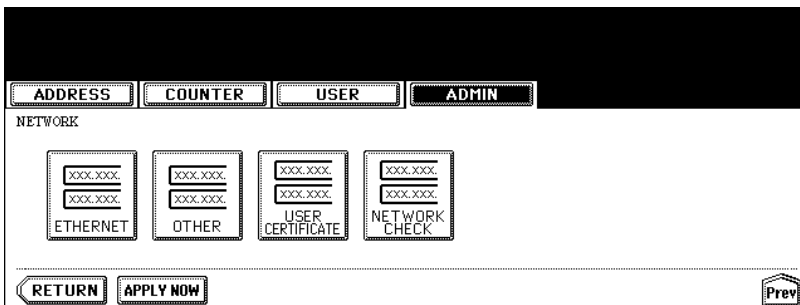 ADDRESS COUNTER USER ADMIN
NETWORK
XXX.XXX. XXX.XXX. XXX.XXX. XXX.XXX.
XXX.XXX. XXX.XXX. XXX.XXX. XXX.XXX.
ETHERNET OTHER USER CERTIFICATE NETWORK CHECK
RETURN APPLY NOW Prev